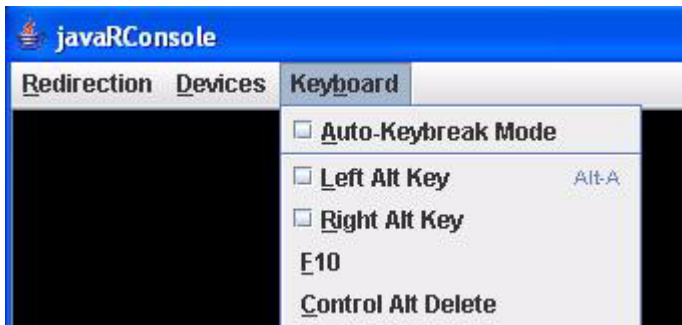 javaRConsole
Redirection Devices Keyboard
Auto-Keybreak Mode
Left Alt Key Alt-A
Right Alt Key
F10
Control Alt Delete